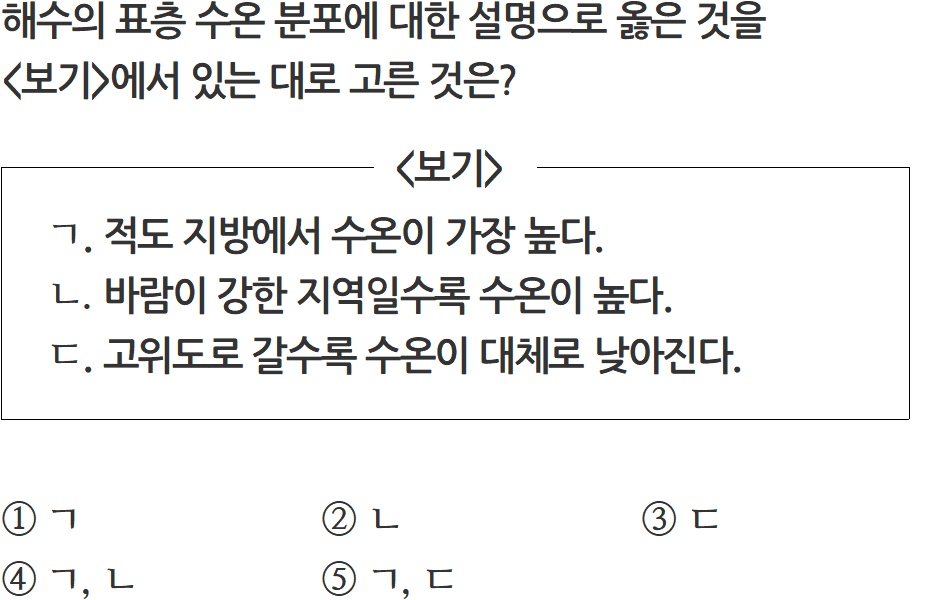 해수의 표층 수온 분포에 대한 설명으로 옳은 것을
<보기>에서 있는 대로 고른 것은?
<보기>
ㄱ. 적도 지방에서 수온이 가장 높다.
ㄴ. 바람이 강한 지역일수록 수온이 높다.
ㄷ. 고위도로 갈수록 수온이 대체로 낮아진다.
① ㄱ ② ㄴ ③ ㄷ
④ ㄱ, ㄴ ⑤ ㄱ, ㄷ